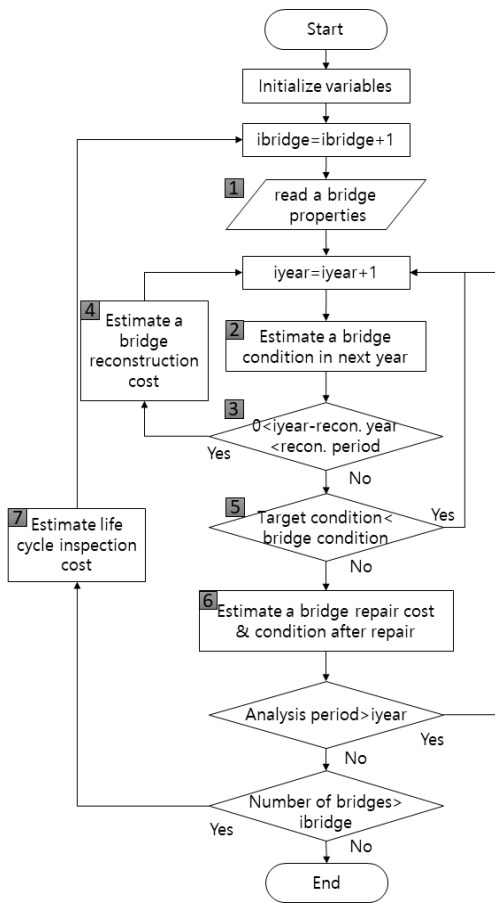 Start
Initialize variables
ibridge=ibridge+1
1
read a bridge
properties
iyear=iyear+1
4
Estimate a
bridge
reconstruction
cost
2
Estimate a bridge
condition in next year
3
0<iyear-recon. year
<recon. period
Yes
No
5
Target condition<
bridge condition
Yes
No
7
Estimate life
cycle inspection
cost
6
Estimate a bridge repair cost
& condition after repair
Analysis period>iyear
Yes
No
Number of bridges>
ibridge
Yes
No
End